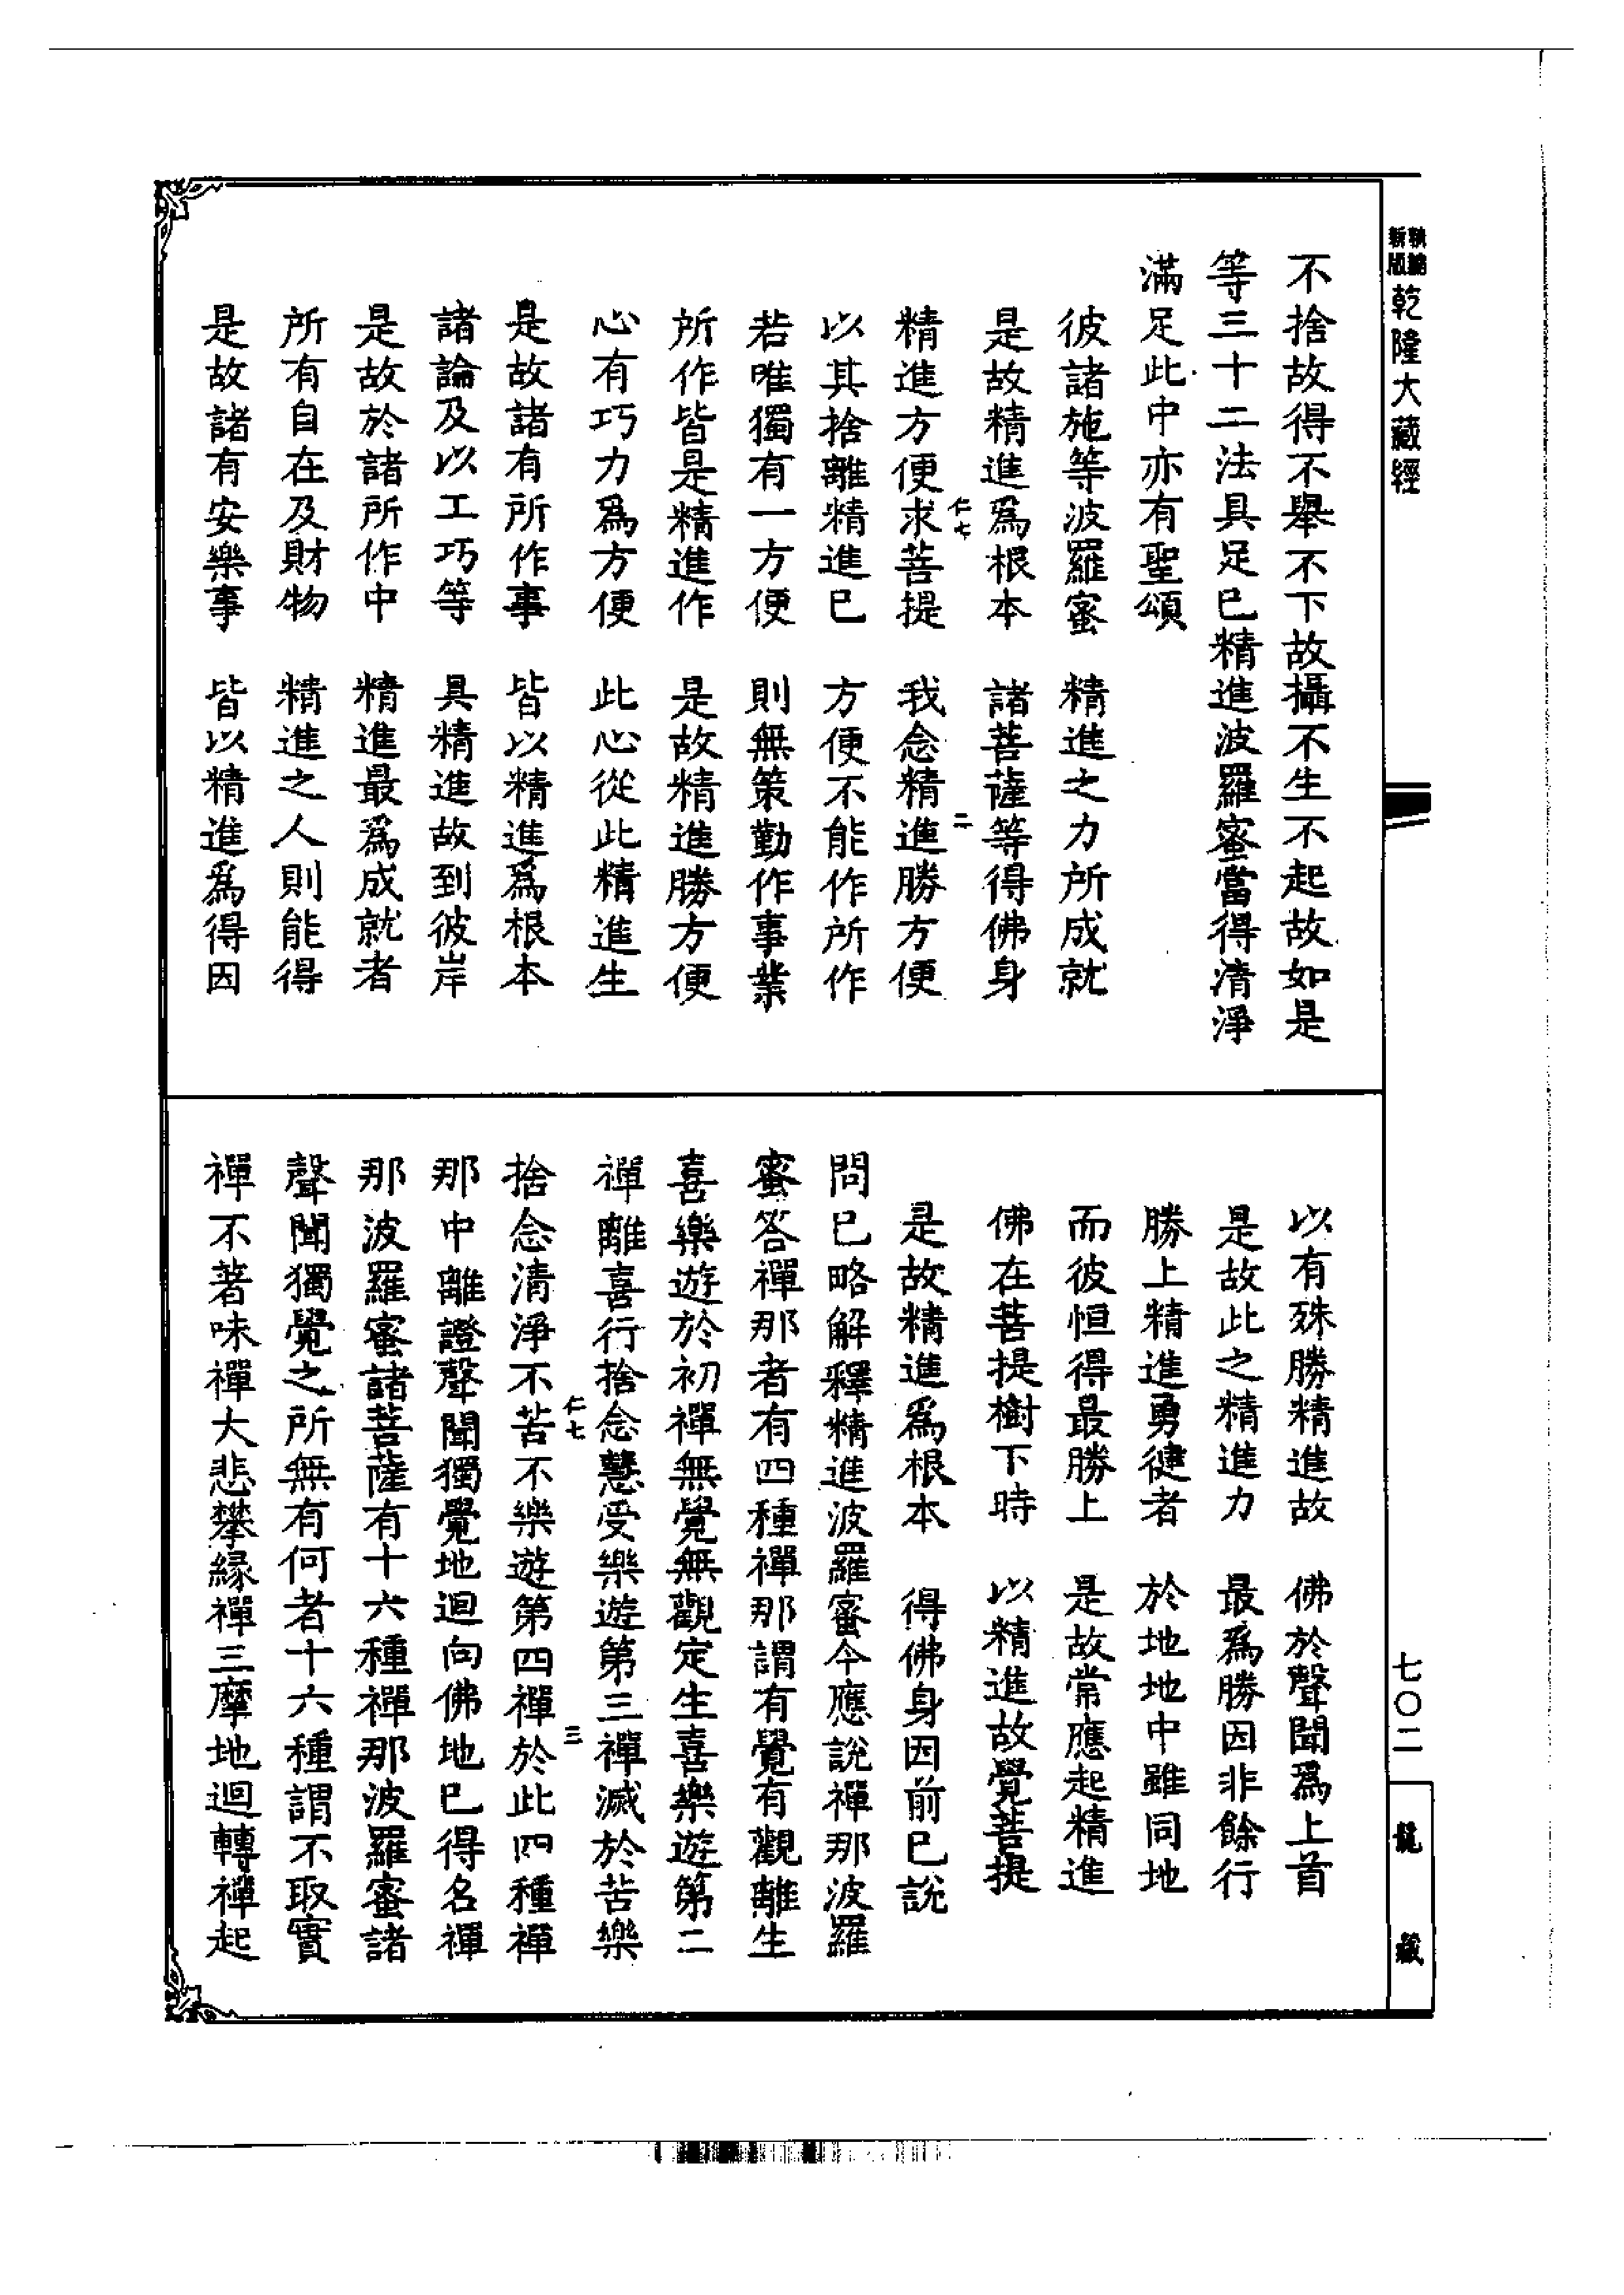 新編
新版
乾隆大藏經
不捨故得不舉不下故攝不生不起故如是
等三十二法具足已精進波羅蜜當得清淨
滿足此中亦有聖頌
彼諸施等波羅蜜　精進之力所成就
是故精進爲根本　諸菩薩等得佛身
仁七　二
精進方便求菩提　我念精進勝方便
以其捨離精進已　方便不能作所作
若唯獨有一方便　則無策勤作事業
所作皆是精進作　是故精進勝方便
心有巧力爲方便　此心從此精進生
是故諸有所作事　皆以精進爲根本
諸論及以工巧等　具精進故到彼岸
是故於諸所作中　精進最爲成就者
所有自在及財物　精進之人則能得
是故諸有安樂事　皆以精進爲得因
以有殊勝精進故　佛於聲聞爲上首
是故此之精進力　最爲勝因非餘行
勝上精進勇健者　於地地中雖同地
而彼恒得最勝上　是故常應起精進
佛在菩提樹下時　以精進故覺菩提
是故精進爲根本　得佛身因前已說
問已略解釋精進波羅蜜今應說禪那波羅
蜜答禪那者有四種禪那謂有覺有觀離生
喜樂遊於初禪無覺無觀定生喜樂遊第二
禪離喜行捨念慧受樂遊第三禪滅於苦樂
仁七　三
捨念清淨不苦不樂遊第四禪於此四種禪
那中離證聲聞獨覺地迴向佛地已得名禪
那波羅蜜諸菩薩有十六種禪那波羅蜜諸
聲聞獨覺之所無有何者十六種謂不取實
禪不著味禪大悲攀緣禪三摩地迴轉禪起
七〇二
龍藏